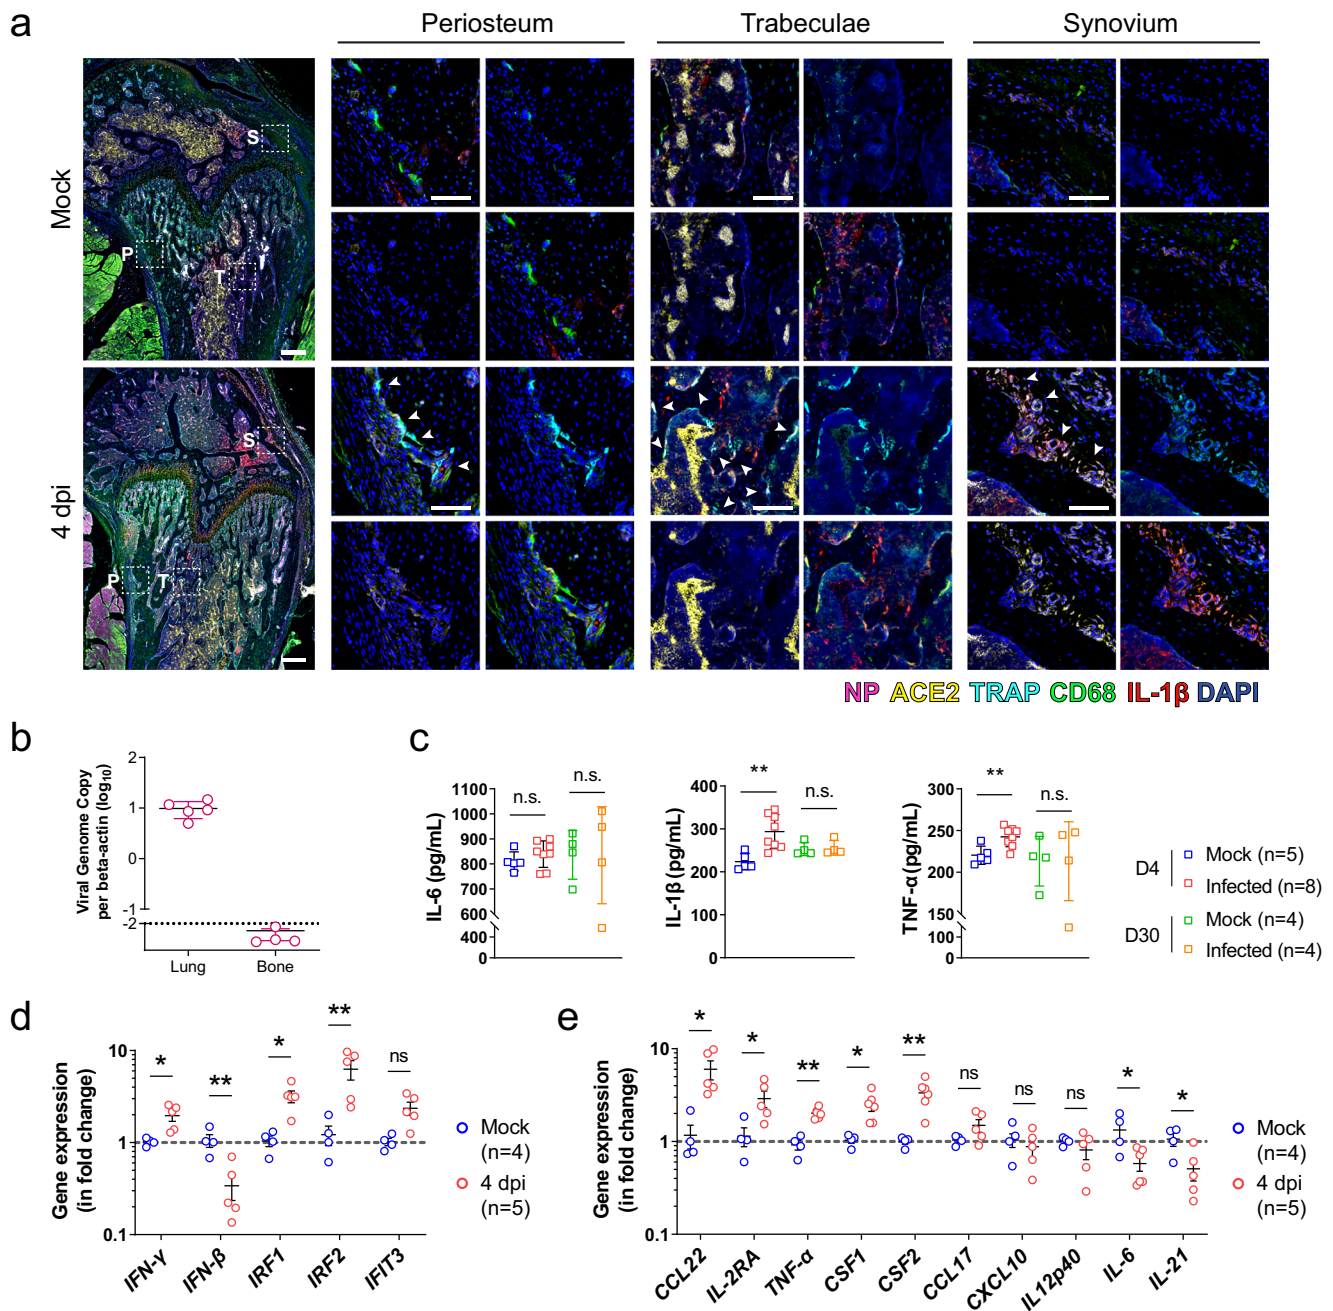 a
Periosteum
Trabeculae
Synovium
Mock
S
P
T
4 dpi
S
P
T
NP ACE2 TRAP CD68 IL-1β DAPI
b
Viral Genome Copy
per beta-actin (log10)
2
1
0
-1
-2
Lung
Bone
c
IL-6 (pg/mL)
1100
1000
900
800
700
600
400
0
n.s.
n.s.
IL-1β (pg/mL)
400
300
200
0
**
n.s.
TNF-α(pg/mL)
300
250
200
150
100
0
**
n.s.
D4
Mock (n=5)
Infected (n=8)
D30
Mock (n=4)
Infected (n=4)
d
Gene expression
(in fold change)
10
1
0.1
*
**
*
**
ns
IFN-γ
IFN-β
IRF1
IRF2
IFIT3
Mock
(n=4)
4 dpi
(n=5)
e
Gene expression
(in fold change)
10
1
0.1
*
*
**
*
**
ns
ns
ns
*
*
CCL22
IL-2RA
TNF-α
CSF1
CSF2
CCL17
CXCL10
IL12p40
IL-6
IL-21
Mock
(n=4)
4 dpi
(n=5)